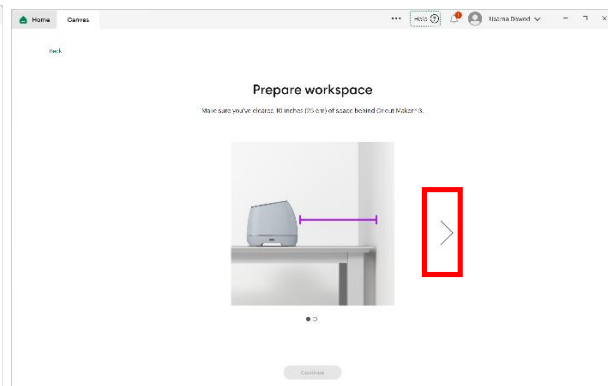 Home Canvas ••• Help ? Usama Dawod
Back
Prepare workspace
Make sure you've cleared 10 inches (25 cm) of space behind Cricut Maker® 3.
Continue